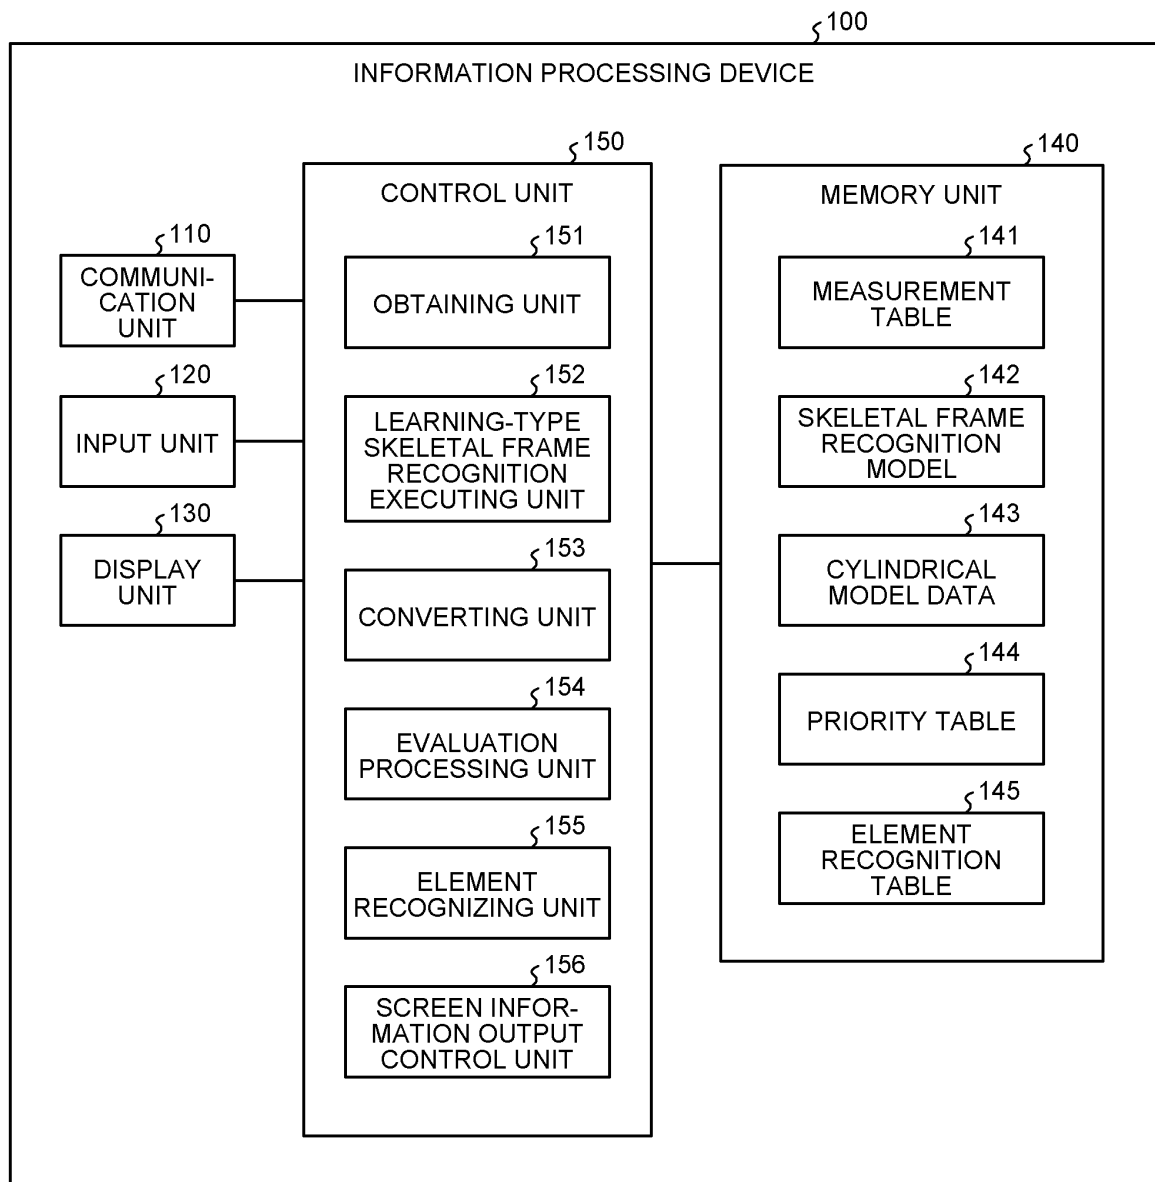 100
INFORMATION PROCESSING DEVICE
110
COMMUNI-
CATION
UNIT
120
INPUT UNIT
130
DISPLAY
UNIT
150
CONTROL UNIT
151
OBTAINING UNIT
152
LEARNING-TYPE
SKELETAL FRAME
RECOGNITION
EXECUTING UNIT
153
CONVERTING UNIT
154
EVALUATION
PROCESSING UNIT
155
ELEMENT
RECOGNIZING UNIT
156
SCREEN INFOR-
MATION OUTPUT
CONTROL UNIT
140
MEMORY UNIT
141
MEASUREMENT
TABLE
142
SKELETAL FRAME
RECOGNITION
MODEL
143
CYLINDRICAL
MODEL DATA
144
PRIORITY TABLE
145
ELEMENT
RECOGNITION
TABLE